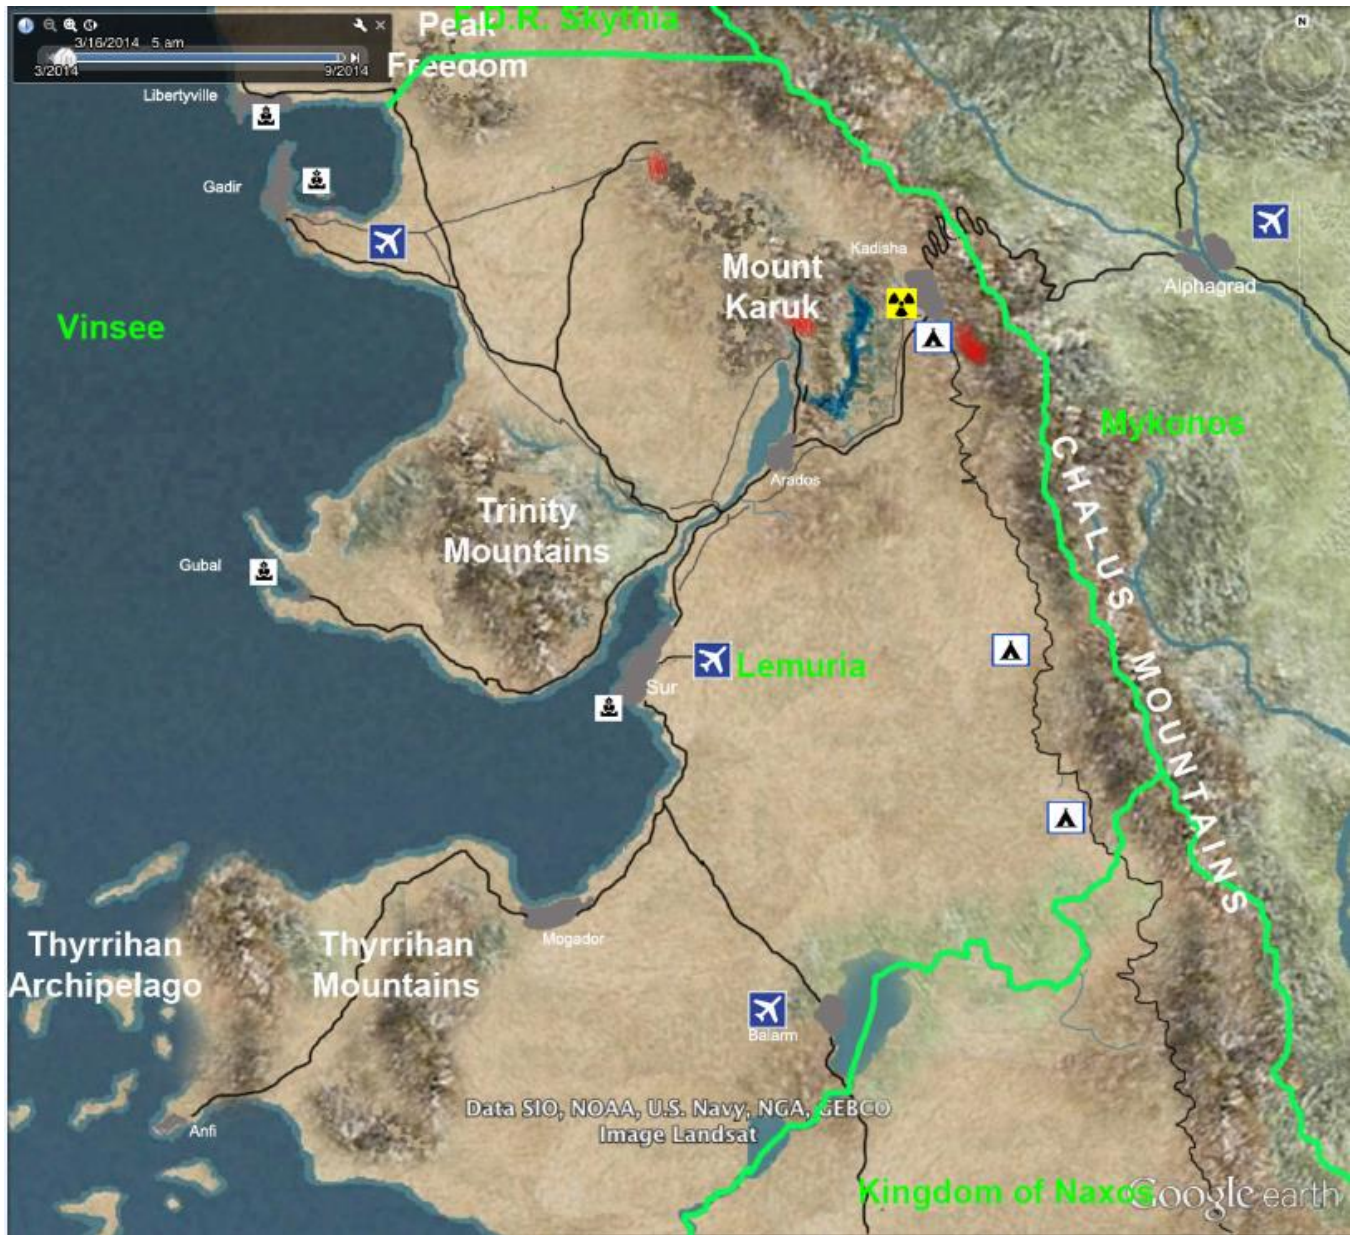 F.D.R. Skythia
Peak
Freedom
3/16/2014 5 am
3/2014
9/2014
N
Libertyville
Gadir
Kadisha
Mount
Karuk
Alphagrad
Vinsee
Mykonos
CHALUS MOUNTAINS
Arados
Trinity
Mountains
Gubal
Lemuria
Sur
Thyrrihan
Archipelago
Thyrrihan
Mountains
Mogador
Balarm
Anfi
Data SIO, NOAA, U.S. Navy, NGA, GEBCO
Image Landsat
Kingdom of Naxos
Google earth